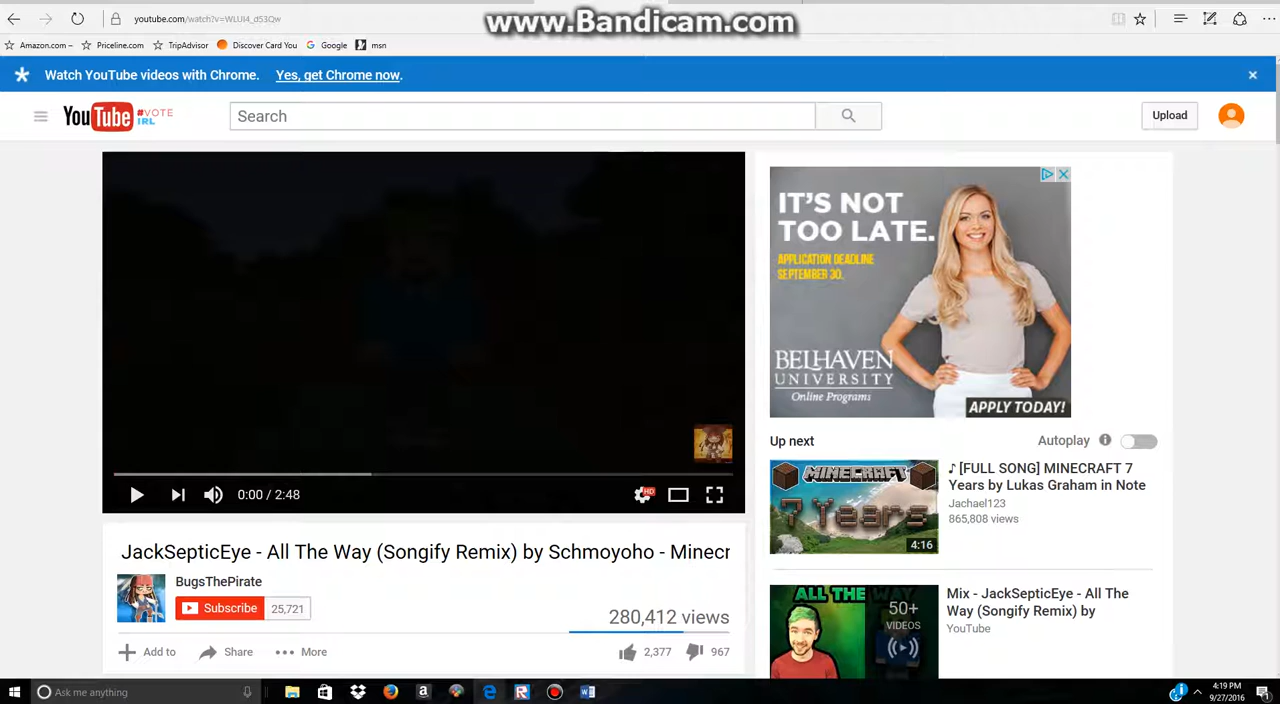 www.Bandicam.com
youtube.com/watch?v=WLUI4_d53Qw
Amazon.com – Priceline.com TripAdvisor Discover Card You Google msn
Watch YouTube videos with Chrome. Yes, get Chrome now.
YouTube #VOTE IRL
Search
Upload
IT'S NOT
TOO LATE.
APPLICATION DEADLINE
SEPTEMBER 30.
BELHAVEN
UNIVERSITY
Online Programs
APPLY TODAY!
0:00 / 2:48
HD
JackSepticEye - All The Way (Songify Remix) by Schmoyoho - Minecr
BugsThePirate
Subscribe 25,721
280,412 views
Add to Share More 2,377 967
Up next Autoplay
MINECRAFT
7 Years
4:16
♪ [FULL SONG] MINECRAFT 7
Years by Lukas Graham in Note
Jachael123
865,808 views
ALL THE WAY
50+
VIDEOS
Mix - JackSepticEye - All The
Way (Songify Remix) by
YouTube
Ask me anything
4:19 PM
9/27/2016